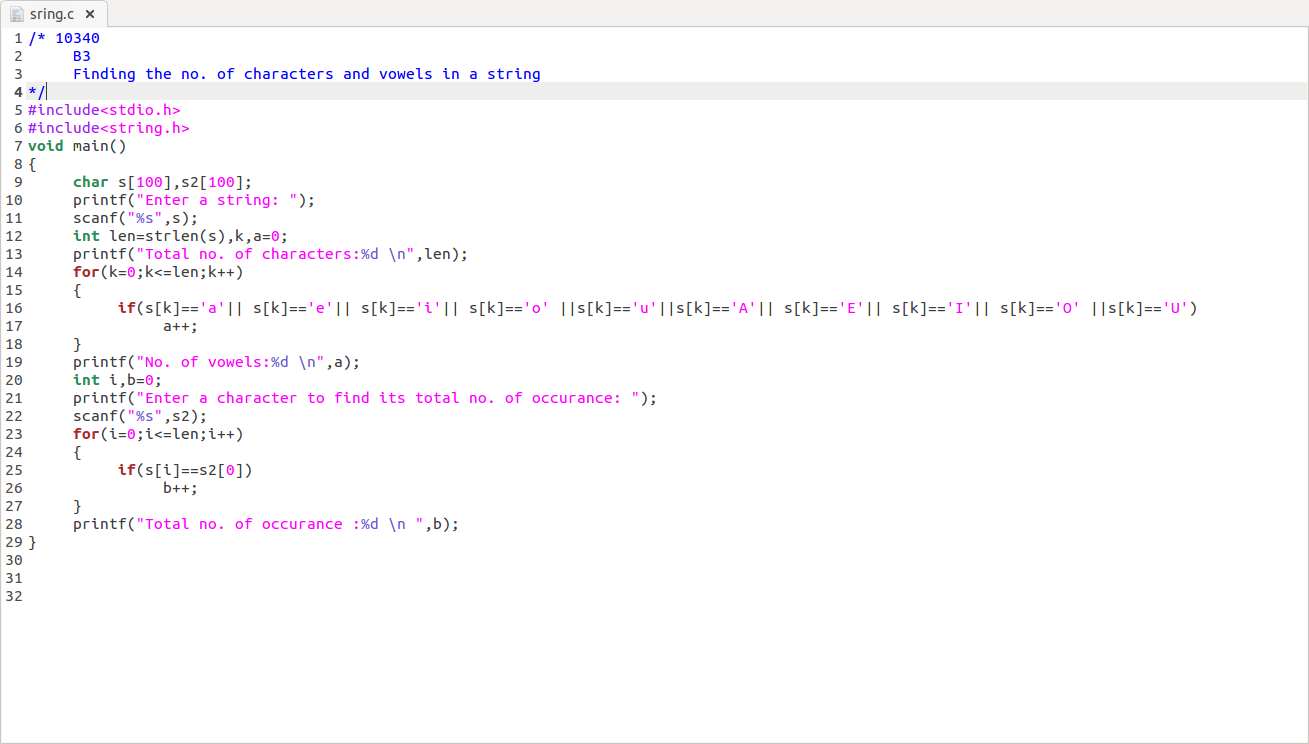 sring.c ×
1 /* 10340
2 B3
3 Finding the no. of characters and vowels in a string
4 */
5 #include<stdio.h>
6 #include<string.h>
7 void main()
8 {
9 char s[100],s2[100];
10 printf("Enter a string: ");
11 scanf("%s",s);
12 int len=strlen(s),k,a=0;
13 printf("Total no. of characters:%d \n",len);
14 for(k=0;k<=len;k++)
15 {
16 if(s[k]=='a'|| s[k]=='e'|| s[k]=='i'|| s[k]=='o' ||s[k]=='u'||s[k]=='A'|| s[k]=='E'|| s[k]=='I'|| s[k]=='O' ||s[k]=='U')
17 a++;
18 }
19 printf("No. of vowels:%d \n",a);
20 int i,b=0;
21 printf("Enter a character to find its total no. of occurance: ");
22 scanf("%s",s2);
23 for(i=0;i<=len;i++)
24 {
25 if(s[i]==s2[0])
26 b++;
27 }
28 printf("Total no. of occurance :%d \n ",b);
29 }
30
31
32